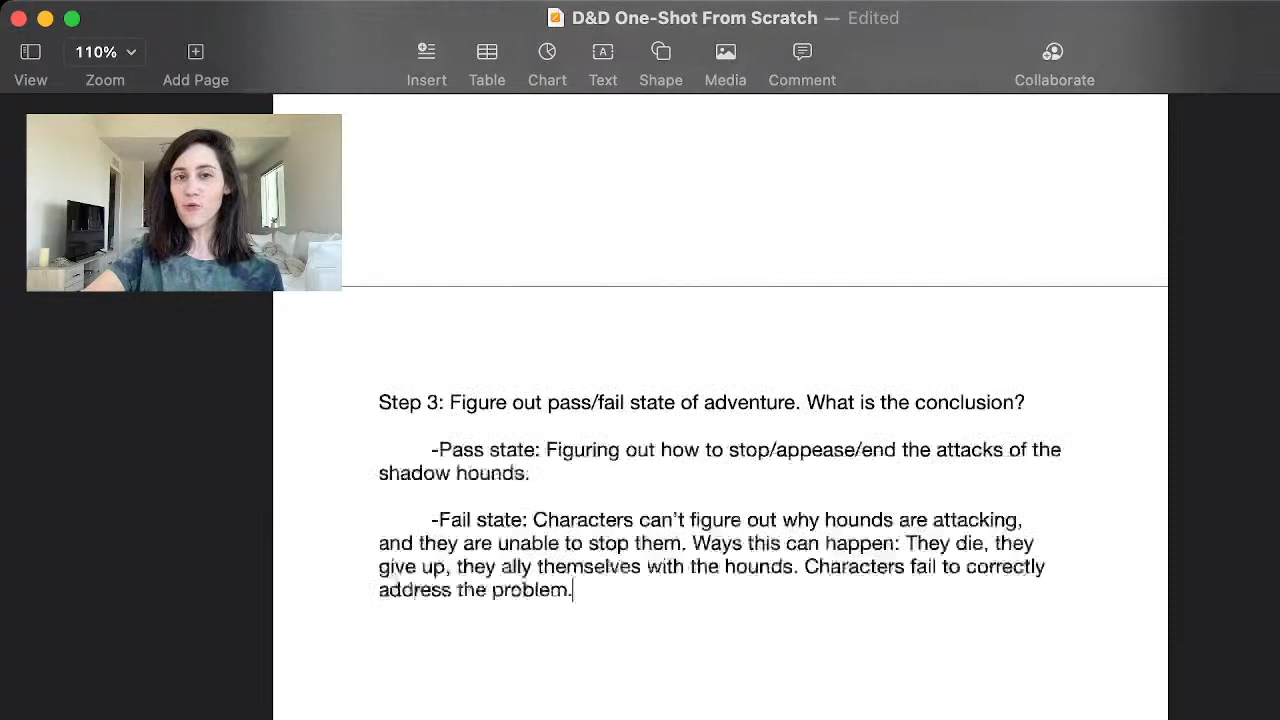 D&D One-Shot From Scratch — Edited
110%
View
Zoom
Add Page
Insert
Table
Chart
Text
Shape
Media
Comment
Collaborate
Step 3: Figure out pass/fail state of adventure. What is the conclusion?
-Pass state: Figuring out how to stop/appease/end the attacks of the
shadow hounds.
-Fail state: Characters can’t figure out why hounds are attacking,
and they are unable to stop them. Ways this can happen: They die, they
give up, they ally themselves with the hounds. Characters fail to correctly
address the problem.